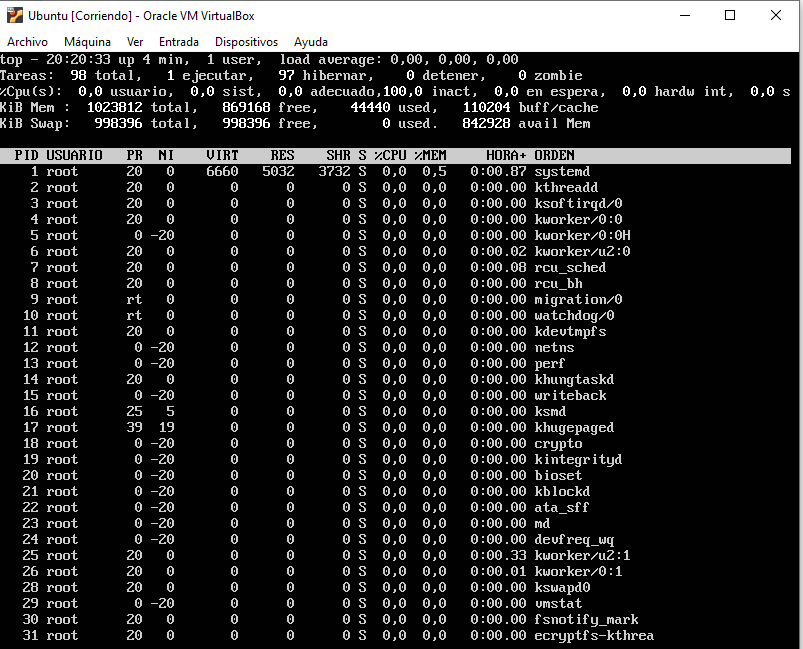 Ubuntu [Corriendo] - Oracle VM VirtualBox
Archivo Máquina Ver Entrada Dispositivos Ayuda
top - 20:20:33 up 4 min, 1 user, load average: 0,00, 0,00, 0,00
Tareas: 98 total, 1 ejecutar, 97 hibernar, 0 detener, 0 zombie
%Cpu(s): 0,0 usuario, 0,0 sist, 0,0 adecuado,100,0 inact, 0,0 en espera, 0,0 hardw int, 0,0 s
KiB Mem : 1023812 total, 869168 free, 44440 used, 110204 buff/cache
KiB Swap: 998396 total, 998396 free, 0 used. 842928 avail Mem
PID USUARIO PR NI VIRT RES SHR S %CPU %MEM HORA+ ORDEN
1 root 20 0 6660 5032 3732 S 0,0 0,5 0:00.87 systemd
2 root 20 0 0 0 0 S 0,0 0,0 0:00.00 kthreadd
3 root 20 0 0 0 0 S 0,0 0,0 0:00.00 ksoftirqd/0
4 root 20 0 0 0 0 S 0,0 0,0 0:00.00 kworker/0:0
5 root 0 -20 0 0 0 S 0,0 0,0 0:00.00 kworker/0:0H
6 root 20 0 0 0 0 S 0,0 0,0 0:00.02 kworker/u2:0
7 root 20 0 0 0 0 S 0,0 0,0 0:00.08 rcu_sched
8 root 20 0 0 0 0 S 0,0 0,0 0:00.00 rcu_bh
9 root rt 0 0 0 0 S 0,0 0,0 0:00.00 migration/0
10 root rt 0 0 0 0 S 0,0 0,0 0:00.00 watchdog/0
11 root 20 0 0 0 0 S 0,0 0,0 0:00.00 kdevtmpfs
12 root 0 -20 0 0 0 S 0,0 0,0 0:00.00 netns
13 root 0 -20 0 0 0 S 0,0 0,0 0:00.00 perf
14 root 20 0 0 0 0 S 0,0 0,0 0:00.00 khungtaskd
15 root 0 -20 0 0 0 S 0,0 0,0 0:00.00 writeback
16 root 25 5 0 0 0 S 0,0 0,0 0:00.00 ksmd
17 root 39 19 0 0 0 S 0,0 0,0 0:00.00 khugepaged
18 root 0 -20 0 0 0 S 0,0 0,0 0:00.00 crypto
19 root 0 -20 0 0 0 S 0,0 0,0 0:00.00 kintegrityd
20 root 0 -20 0 0 0 S 0,0 0,0 0:00.00 bioset
21 root 0 -20 0 0 0 S 0,0 0,0 0:00.00 kblockd
22 root 0 -20 0 0 0 S 0,0 0,0 0:00.00 ata_sff
23 root 0 -20 0 0 0 S 0,0 0,0 0:00.00 md
24 root 0 -20 0 0 0 S 0,0 0,0 0:00.00 devfreq_wq
25 root 20 0 0 0 0 S 0,0 0,0 0:00.33 kworker/u2:1
26 root 20 0 0 0 0 S 0,0 0,0 0:00.01 kworker/0:1
28 root 20 0 0 0 0 S 0,0 0,0 0:00.00 kswapd0
29 root 0 -20 0 0 0 S 0,0 0,0 0:00.00 vmstat
30 root 20 0 0 0 0 S 0,0 0,0 0:00.00 fsnotify_mark
31 root 20 0 0 0 0 S 0,0 0,0 0:00.00 ecryptfs-kthrea